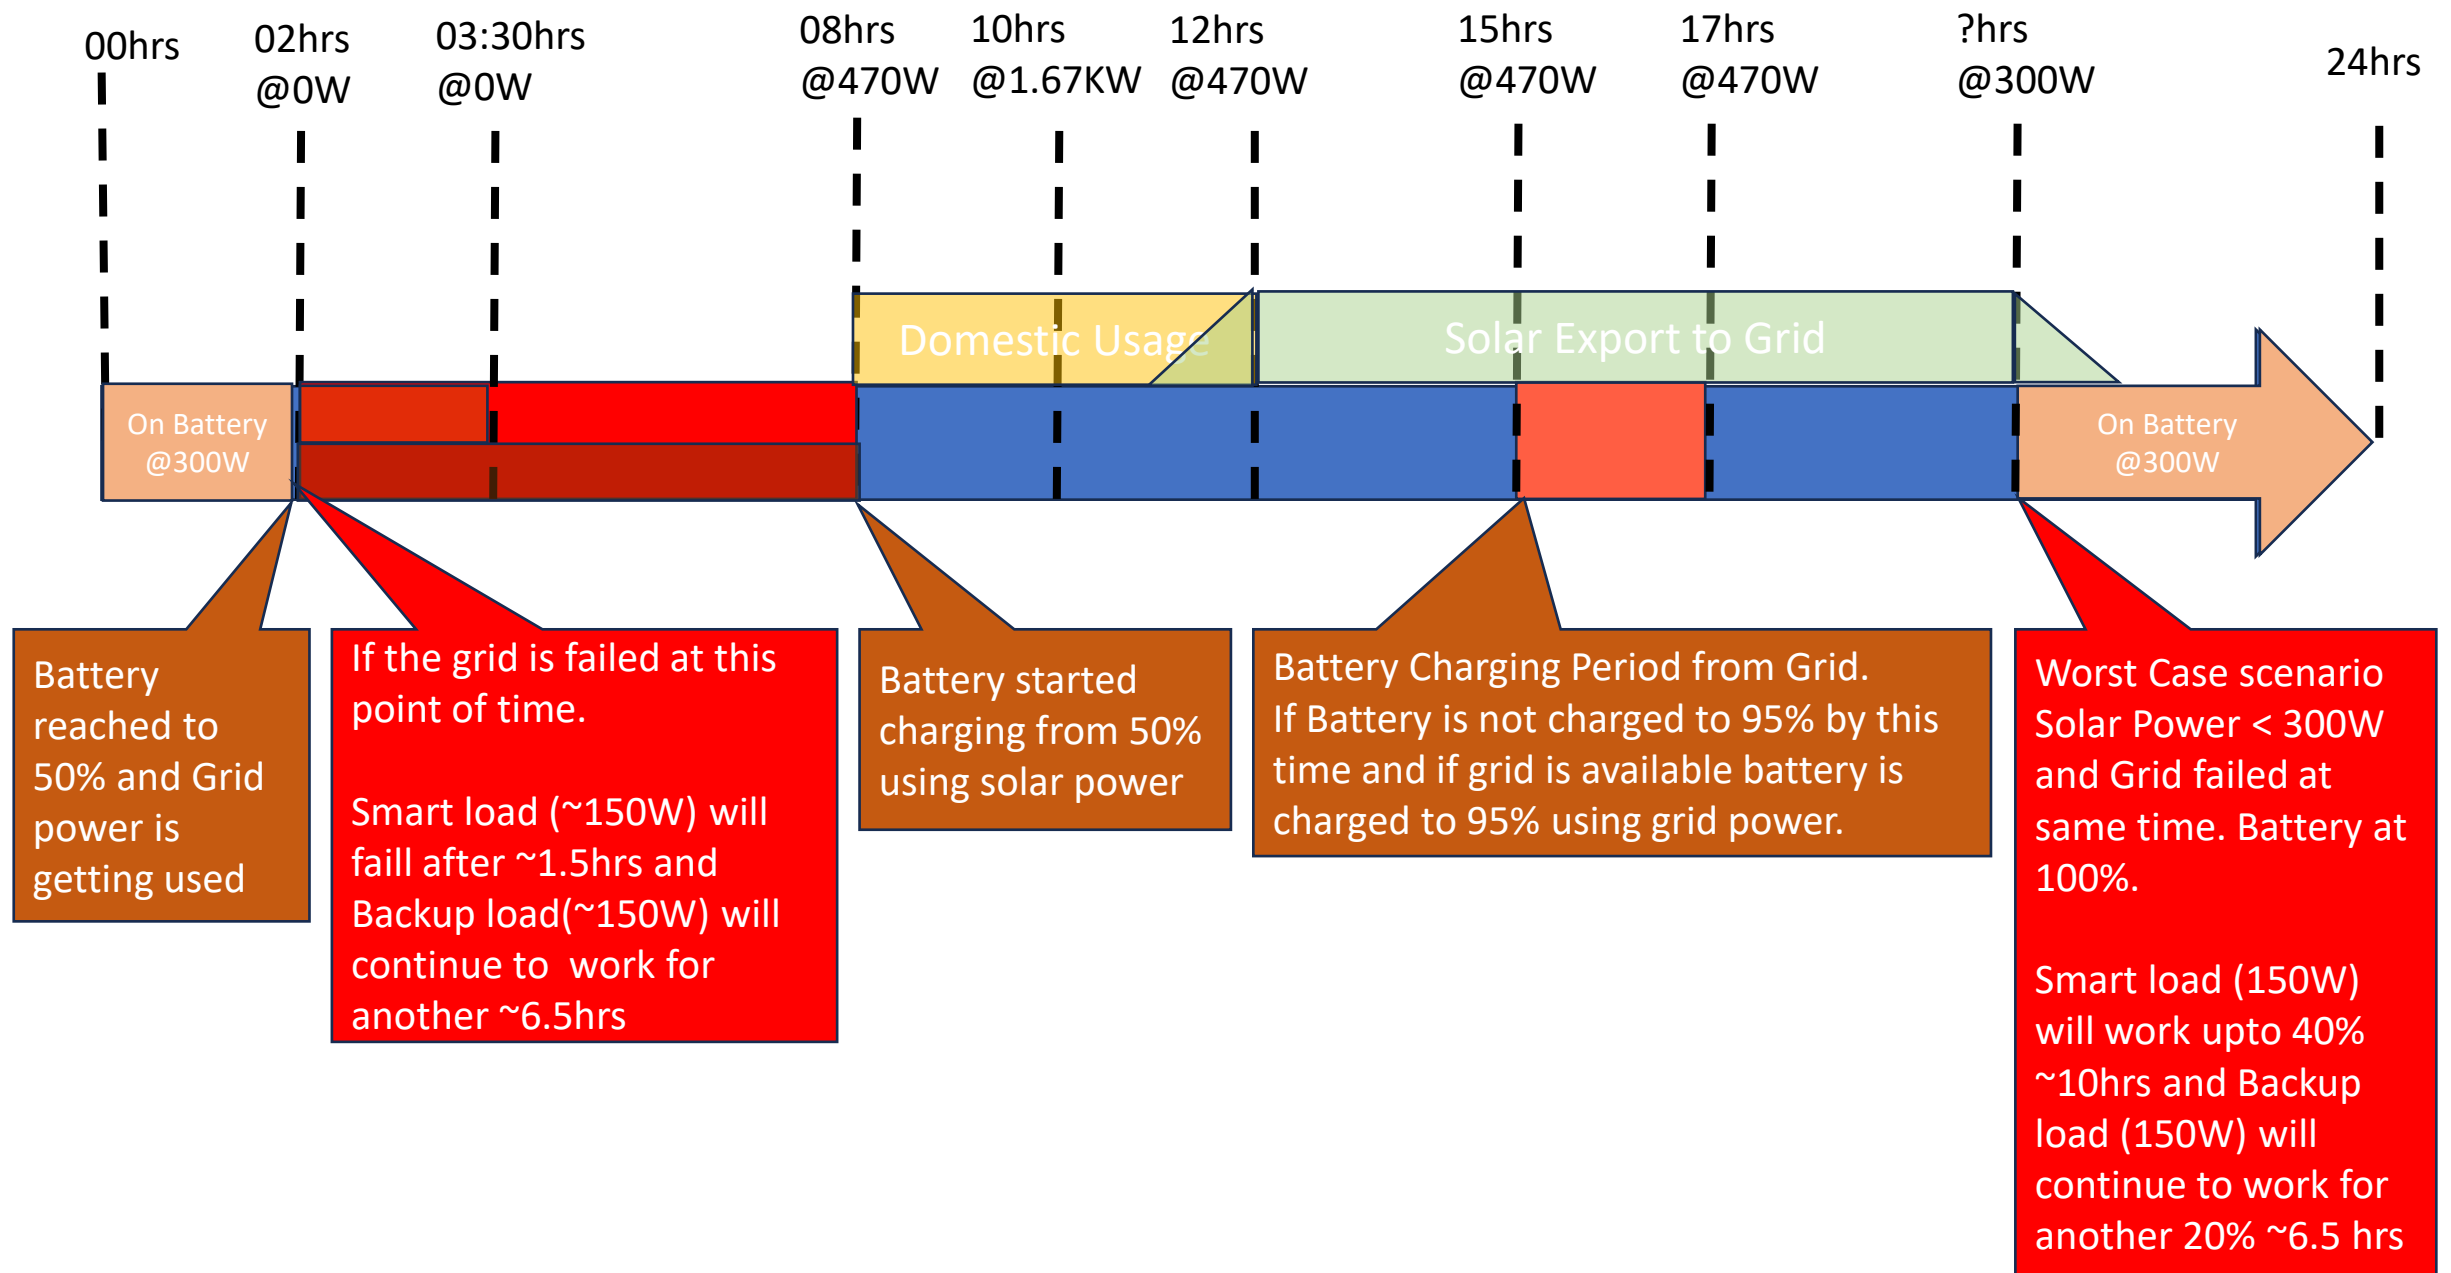 00hrs
02hrs
@0W
03:30hrs
@0W
08hrs
@470W
10hrs
@1.67KW
12hrs
@470W
15hrs
@470W
17hrs
@470W
?hrs
@300W
24hrs
Domestic Usage
Solar Export to Grid
On Battery
@300W
On Battery
@300W
Battery
reached to
50% and Grid
power is
getting used
If the grid is failed at this
point of time.
Smart load (~150W) will
faill after ~1.5hrs and
Backup load(~150W) will
continue to work for
another ~6.5hrs
Battery started
charging from 50%
using solar power
Battery Charging Period from Grid.
If Battery is not charged to 95% by this
time and if grid is available battery is
charged to 95% using grid power.
Worst Case scenario
Solar Power < 300W
and Grid failed at
same time. Battery at
100%.
Smart load (150W)
will work upto 40%
~10hrs and Backup
load (150W) will
continue to work for
another 20% ~6.5 hrs